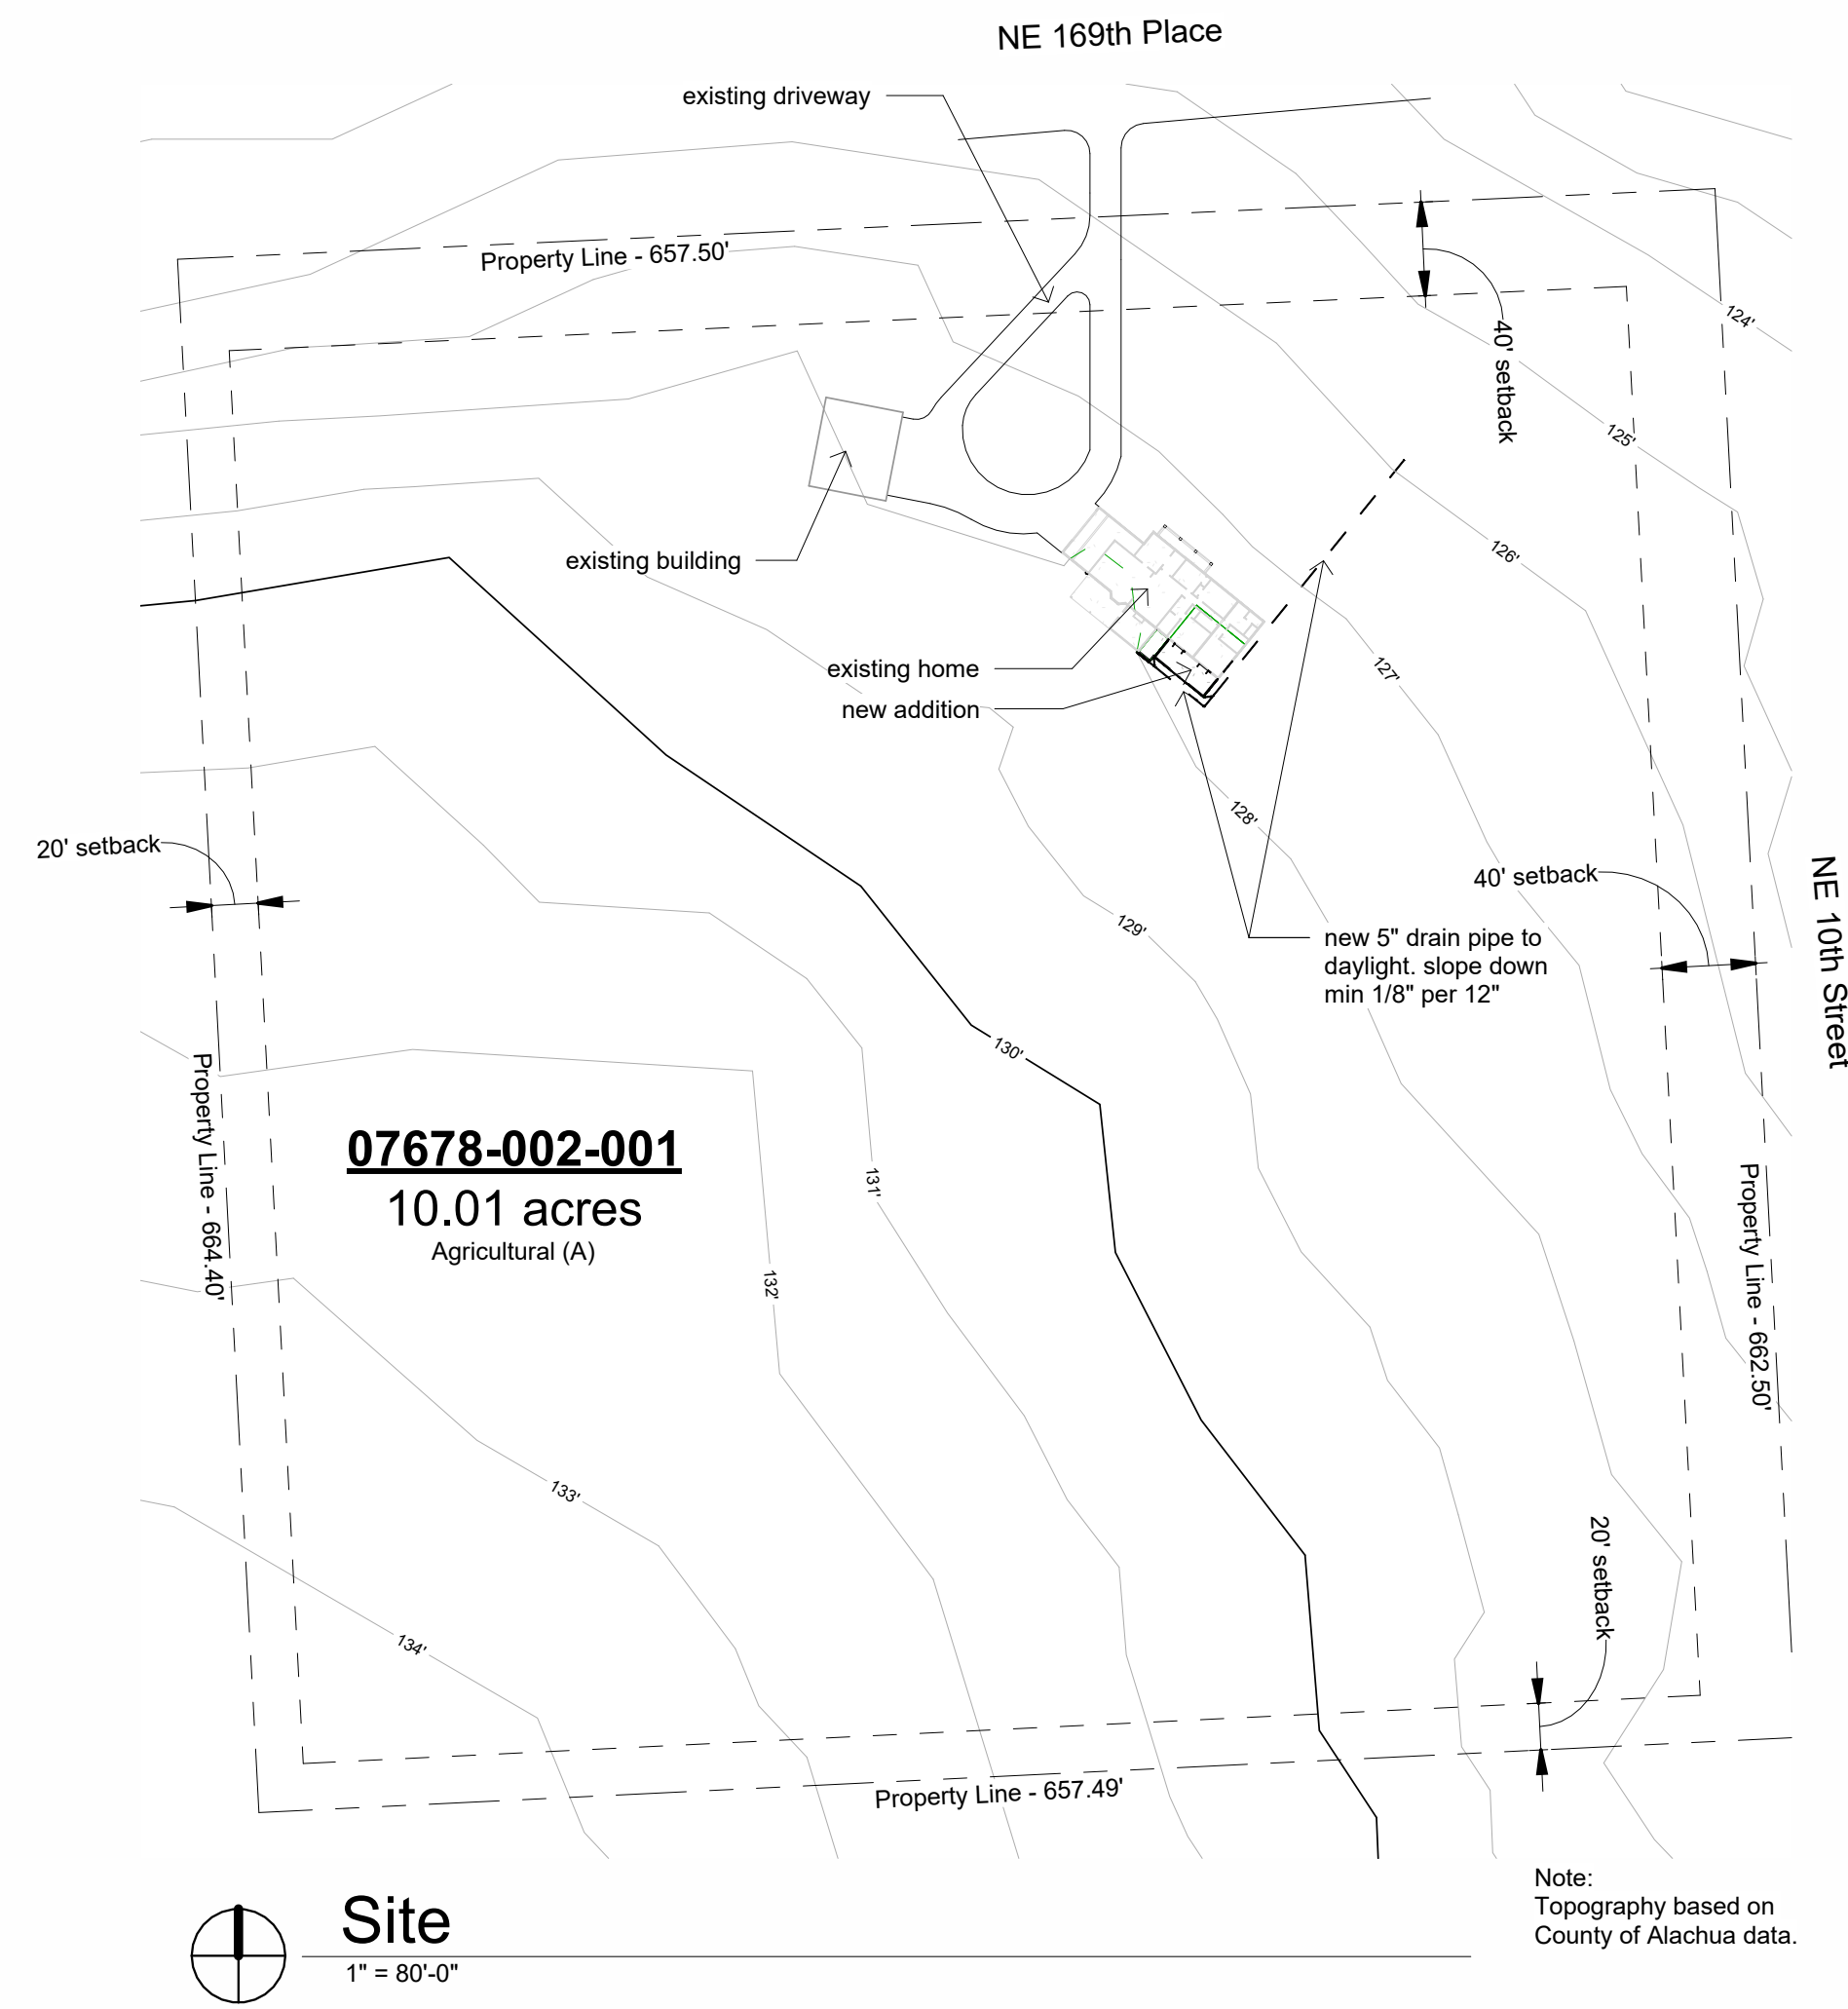 NE 169th Place
existing driveway
Property Line - 657.50'
124'
40' setback
125'
126'
existing building
existing home
127'
new addition
128'
20' setback
40' setback
NE 10th Street
129'
new 5" drain pipe to
daylight. slope down
min 1/8" per 12"
130'
Property Line - 664.40'
07678-002-001
10.01 acres
Agricultural (A)
131'
132'
Property Line - 662.50'
133'
20' setback
134'
Property Line - 657.49'
Note:
Topography based on
County of Alachua data.
Site
1" = 80'-0"